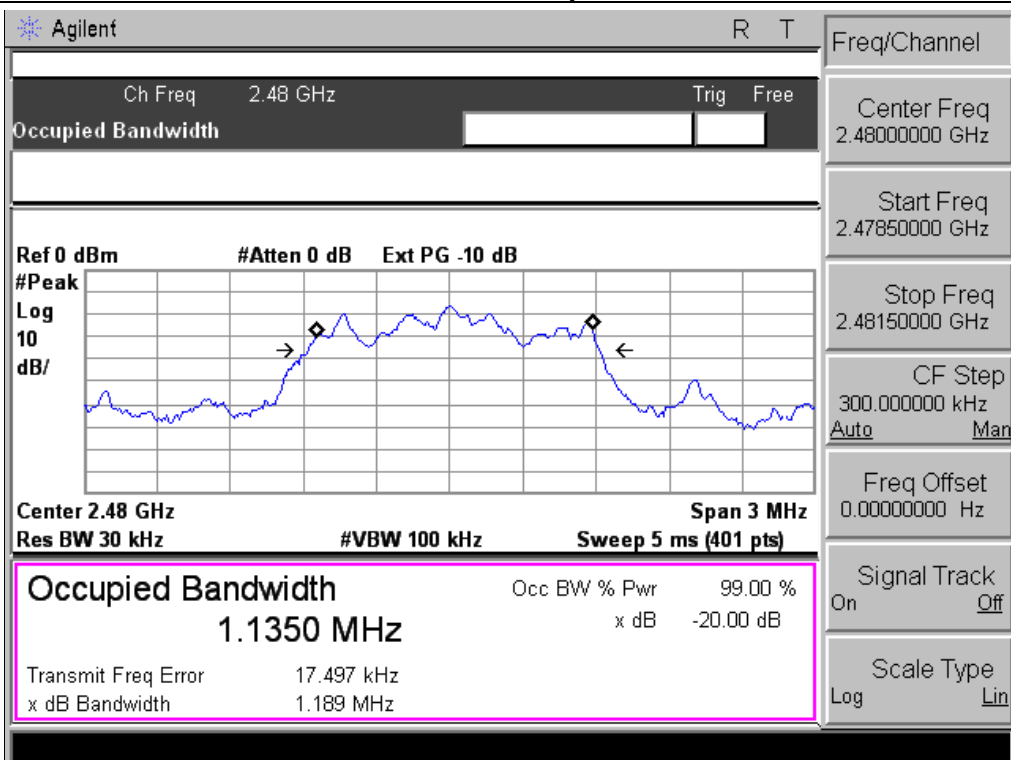 Agilent R T
Ch Freq 2.48 GHz Trig Free
Occupied Bandwidth
Ref 0 dBm #Atten 0 dB Ext PG -10 dB
#Peak
Log
10
dB/
Center 2.48 GHz Span 3 MHz
Res BW 30 kHz #VBW 100 kHz Sweep 5 ms (401 pts)
Occupied Bandwidth Occ BW % Pwr 99.00 %
1.1350 MHz x dB -20.00 dB
Transmit Freq Error 17.497 kHz
x dB Bandwidth 1.189 MHz
Freq/Channel
Center Freq
2.48000000 GHz
Start Freq
2.47850000 GHz
Stop Freq
2.48150000 GHz
CF Step
300.000000 kHz
Auto Man
Freq Offset
0.00000000 Hz
Signal Track
On Off
Scale Type
Log Lin